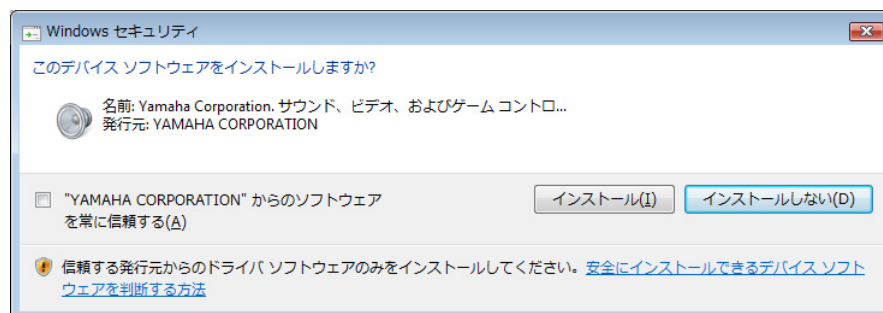 Windows セキュリティ
このデバイス ソフトウェアをインストールしますか?
名前: Yamaha Corporation. サウンド、ビデオ、およびゲーム コントロ...
発行元: YAMAHA CORPORATION
"YAMAHA CORPORATION" からのソフトウェア
を常に信頼する(A)
インストール(I)
インストールしない(D)
信頼する発行元からのドライバ ソフトウェアのみをインストールしてください。安全にインストールできるデバイス ソフト
ウェアを判断する方法